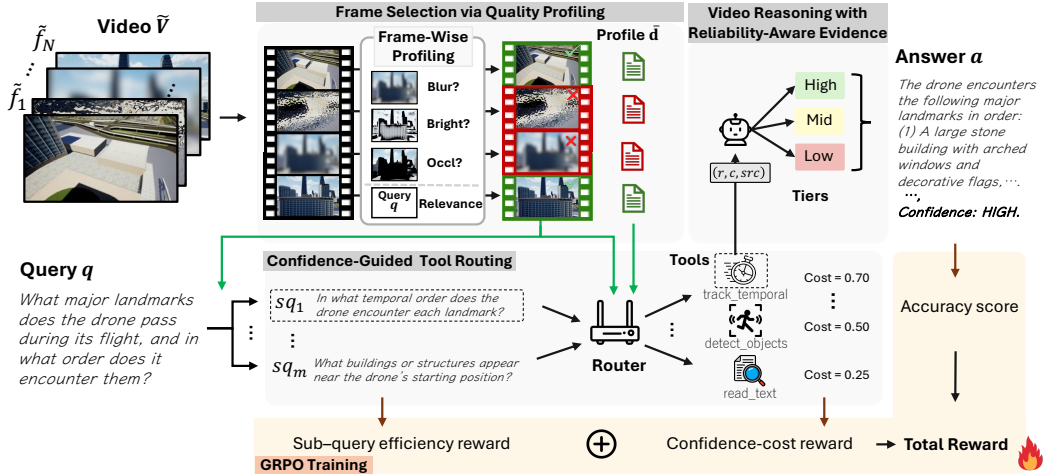 Video Ṽ
f̃_N
f̃_1
Frame Selection via Quality Profiling
Frame-Wise
Profiling
Blur?
Bright?
Occl?
Query
q
Relevance
Profile d̄
Video Reasoning with
Reliability-Aware Evidence
High
Mid
Low
(r, c, src)
Tiers
Answer a
The drone encounters
the following major
landmarks in order:
(1) A large stone
building with arched
windows and
decorative flags,⋯.
⋯,
Confidence: HIGH.
Query q
What major landmarks
does the drone pass
during its flight, and in
what order does it
encounter them?
Confidence-Guided Tool Routing
sq_1
In what temporal order does the
drone encounter each landmark?
sq_m
What buildings or structures appear
near the drone's starting position?
Router
Tools
track_temporal
detect_objects
read_text
Cost = 0.70
Cost = 0.50
Cost = 0.25
Accuracy score
Sub–query efficiency reward
Confidence-cost reward
Total Reward
GRPO Training